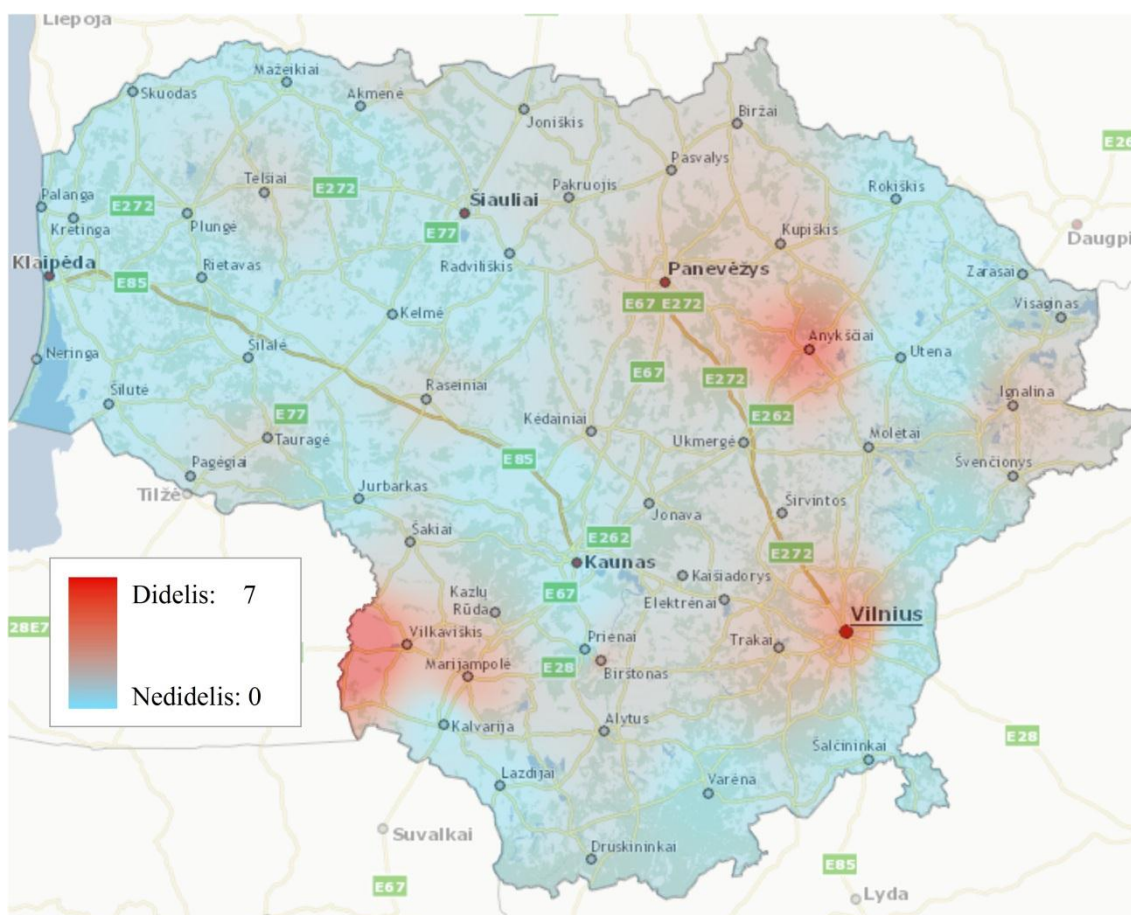 Liepoja
Mažeikiai
Skuodas
Akmenė
Joniškis
Biržai
E26
Pasvalys
Telšiai
E272
Pakruojis
Rokiškis
Palanga
E272
Šiauliai
Kretinga
Plungė
E77
Kupiškis
Daugpi
Klaipėda
Rietavas
Radviliškis
Panevėžys
Zarasai
E85
E67 E272
Visaginas
Kelmė
Anykščiai
Neringa
Šilalė
Utena
E67
E272
Šilutė
Raseiniai
Ignalina
E77
E262
Tauragė
Kėdainiai
Ukmergė
Molėtai
Pagėgiai
E85
Švenčionys
Tilžė
Jurbarkas
Jonava
Širvintos
Šakiai
E262
E272
Kaunas
Kaišiadorys
Didelis: 7
Kazlų
Rūda
E67
Elektrėnai
Vilnius
28E7
Vilkaviškis
Prienai
Trakai
Marijampolė
E28
Birštonas
Nedidelis: 0
Kalvarija
Alytus
E28
Šalčininkai
Lazdijai
Varėna
Suvalkai
Druskininkai
E85
E67
Lyda